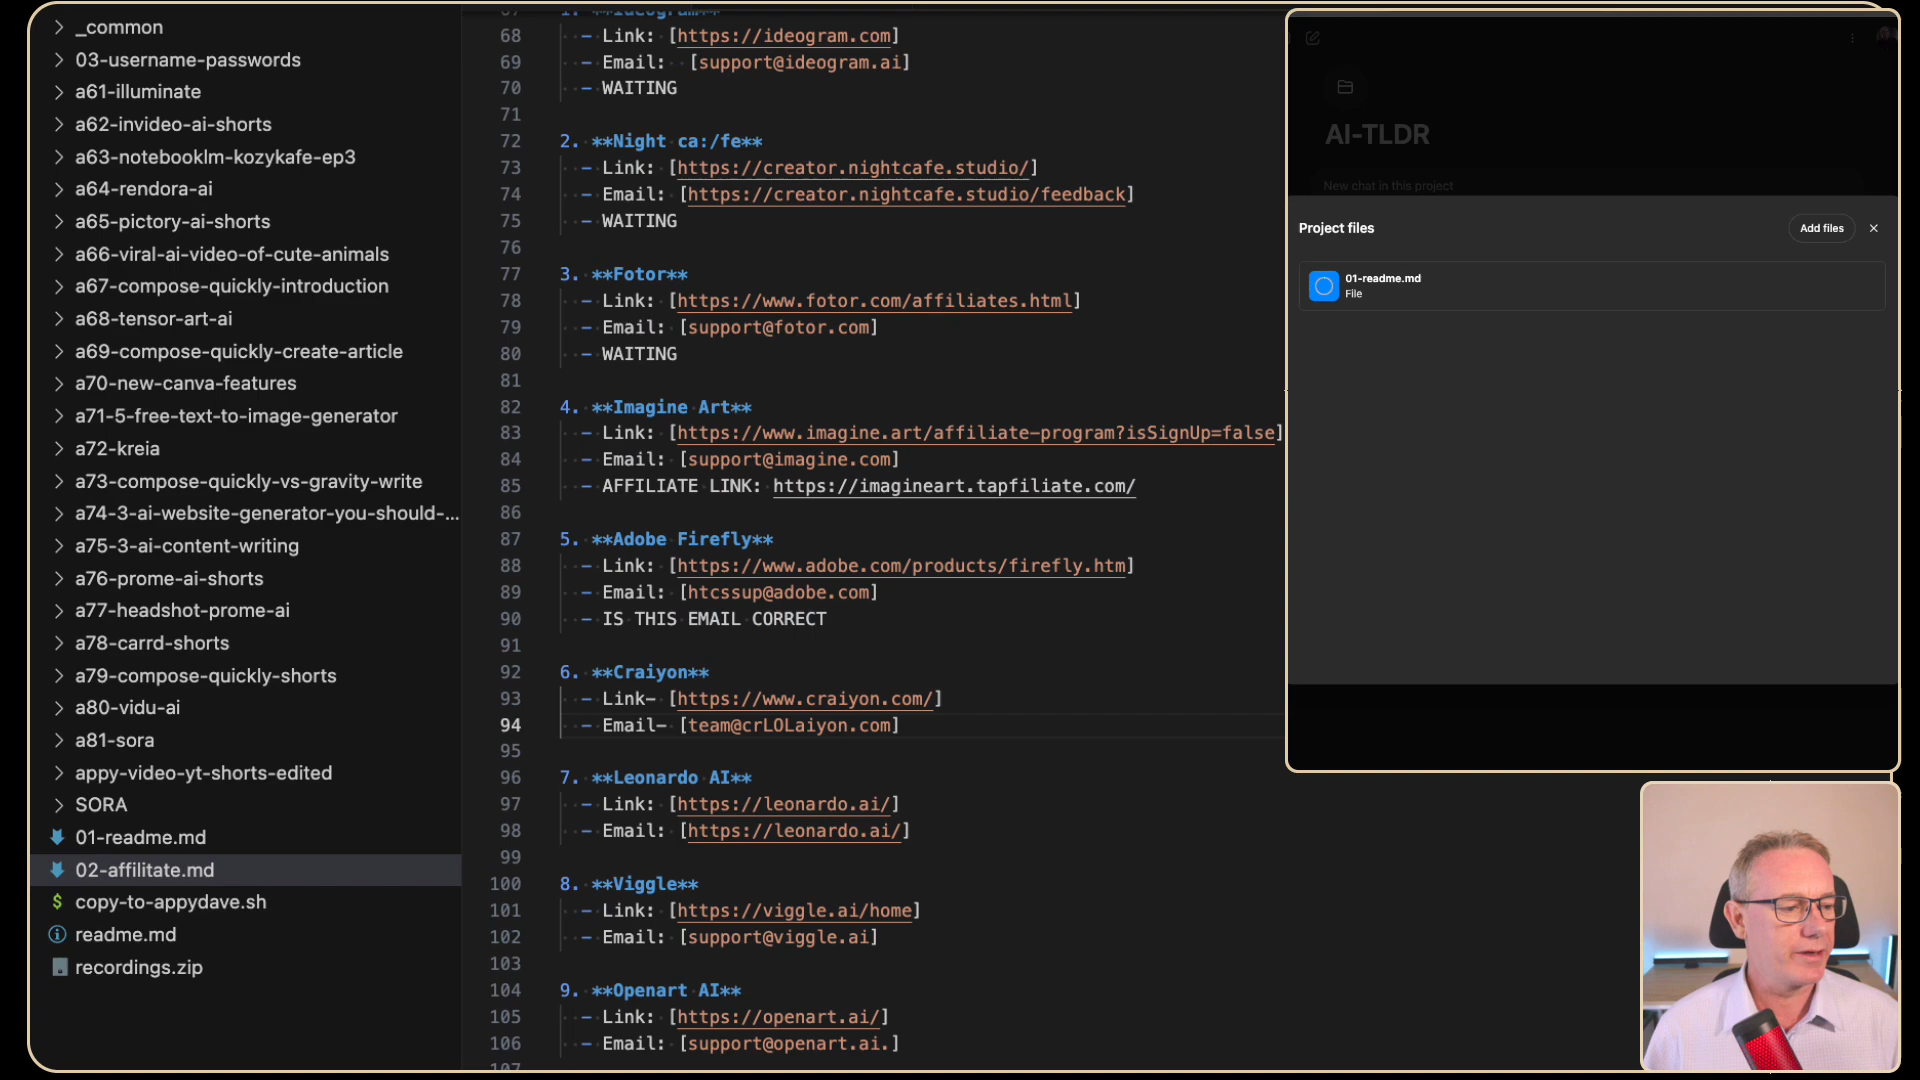 _common
03-username-passwords
a61-illuminate
a62-invideo-ai-shorts
a63-notebooklm-kozykafe-ep3
a64-rendora-ai
a65-pictory-ai-shorts
a66-viral-ai-video-of-cute-animals
a67-compose-quickly-introduction
a68-tensor-art-ai
a69-compose-quickly-create-article
a70-new-canva-features
a71-5-free-text-to-image-generator
a72-kreia
a73-compose-quickly-vs-gravity-write
a74-3-ai-website-generator-you-should-...
a75-3-ai-content-writing
a76-prome-ai-shorts
a77-headshot-prome-ai
a78-carrd-shorts
a79-compose-quickly-shorts
a80-vidu-ai
a81-sora
appy-video-yt-shorts-edited
SORA
01-readme.md
02-affilitate.md
$ copy-to-appydave.sh
readme.md
recordings.zip
67 1. **Ideogram**
68 - Link: [https://ideogram.com]
69 - Email: [support@ideogram.ai]
70 - WAITING
71
72 2. **Night ca:/fe**
73 - Link: [https://creator.nightcafe.studio/]
74 - Email: [https://creator.nightcafe.studio/feedback]
75 - WAITING
76
77 3. **Fotor**
78 - Link: [https://www.fotor.com/affiliates.html]
79 - Email: [support@fotor.com]
80 - WAITING
81
82 4. **Imagine Art**
83 - Link: [https://www.imagine.art/affiliate-program?isSignUp=false]
84 - Email: [support@imagine.com]
85 - AFFILIATE LINK: https://imagineart.tapfiliate.com/
86
87 5. **Adobe Firefly**
88 - Link: [https://www.adobe.com/products/firefly.htm]
89 - Email: [htcssup@adobe.com]
90 - IS THIS EMAIL CORRECT
91
92 6. **Craiyon**
93 - Link- [https://www.craiyon.com/]
94 - Email- [team@crLOLaiyon.com]
95
96 7. **Leonardo AI**
97 - Link: [https://leonardo.ai/]
98 - Email: [https://leonardo.ai/]
99
100 8. **Viggle**
101 - Link: [https://viggle.ai/home]
102 - Email: [support@viggle.ai]
103
104 9. **Openart AI**
105 - Link: [https://openart.ai/]
106 - Email: [support@openart.ai.]
107
AI-TLDR
New chat in this project
Project files
Add files
01-readme.md
File